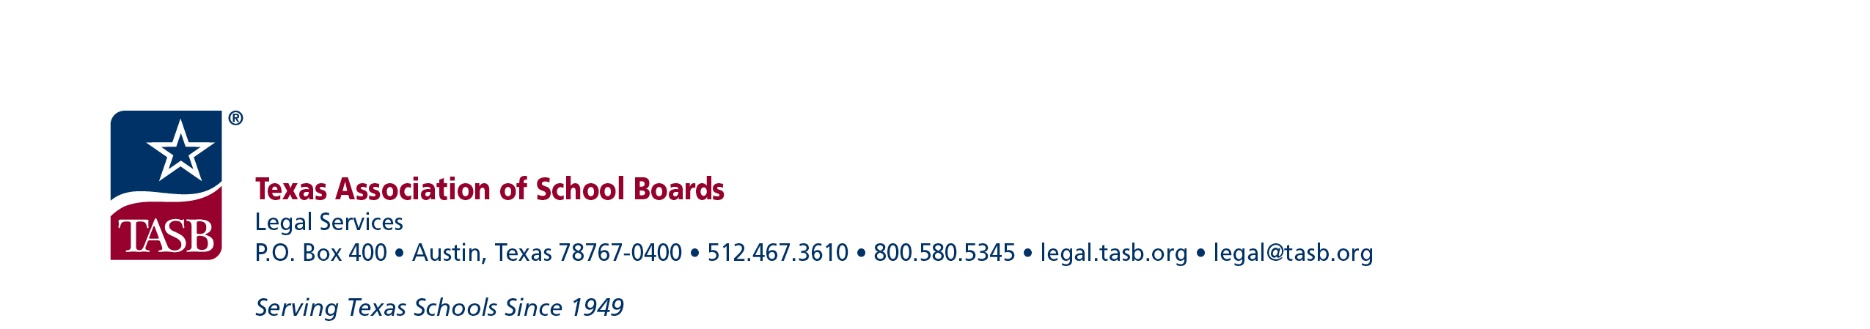 ®
TASB
Texas Association of School Boards
Legal Services
P.O. Box 400 • Austin, Texas 78767-0400 • 512.467.3610 • 800.580.5345 • legal.tasb.org • legal@tasb.org
Serving Texas Schools Since 1949